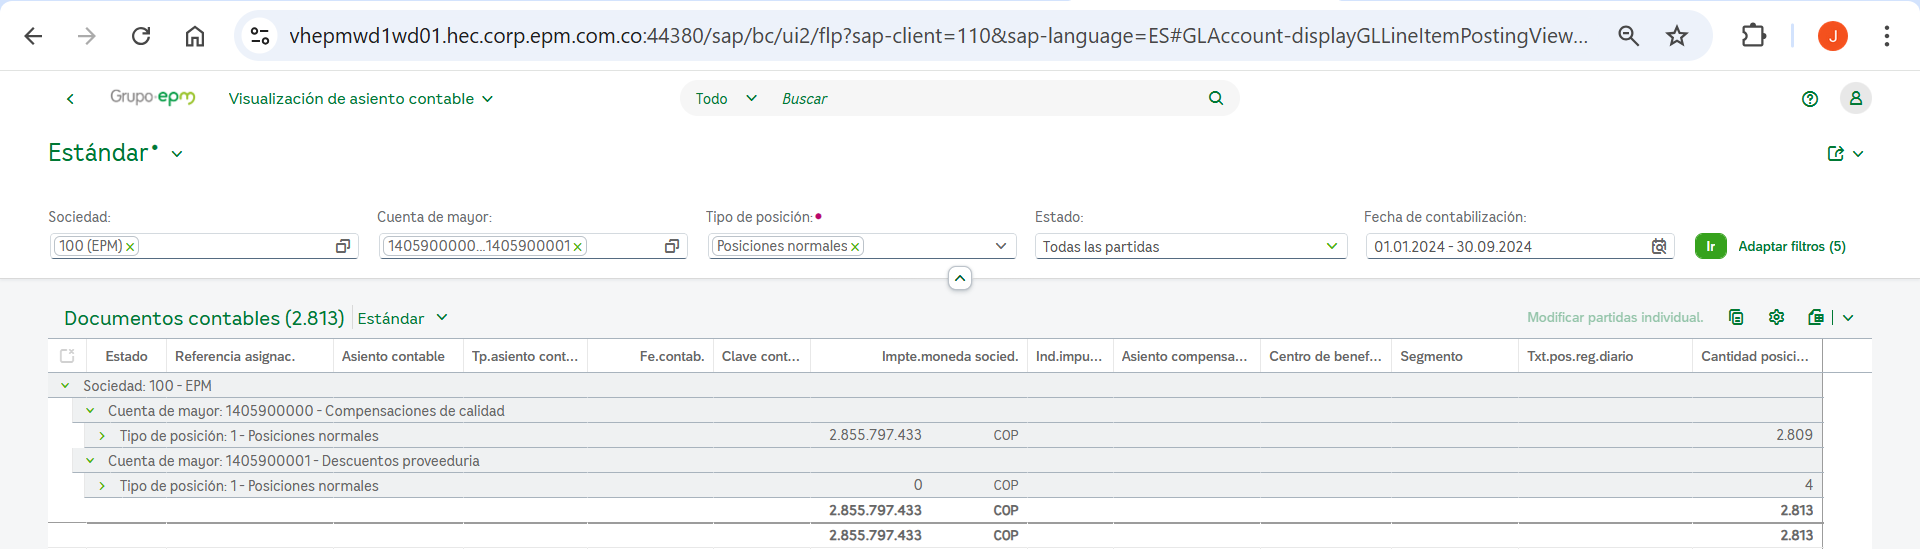 vhepmwd1wd01.hec.corp.epm.com.co:44380/sap/bc/ui2/flp?sap-client=110&sap-language=ES#GLAccount-displayGLLineItemPostingView...
J
Grupo·epm
Visualización de asiento contable
Todo
Buscar
Estándar*
Sociedad:
Cuenta de mayor:
Tipo de posición:
Estado:
Fecha de contabilización:
100 (EPM)
1405900000...1405900001
Posiciones normales
Todas las partidas
01.01.2024 - 30.09.2024
Ir
Adaptar filtros (5)
Documentos contables (2.813)
Estándar
Modificar partidas individual.
Estado Referencia asignac. Asiento contable Tp.asiento cont... Fe.contab. Clave cont... Impte.moneda socied. Ind.impu... Asiento compensa... Centro de benef... Segmento Txt.pos.reg.diario Cantidad posici...
Sociedad: 100 - EPM
Cuenta de mayor: 1405900000 - Compensaciones de calidad
Tipo de posición: 1 - Posiciones normales 2.855.797.433 COP 2.809
Cuenta de mayor: 1405900001 - Descuentos proveeduria
Tipo de posición: 1 - Posiciones normales 0 COP 4
2.855.797.433 COP 2.813
2.855.797.433 COP 2.813